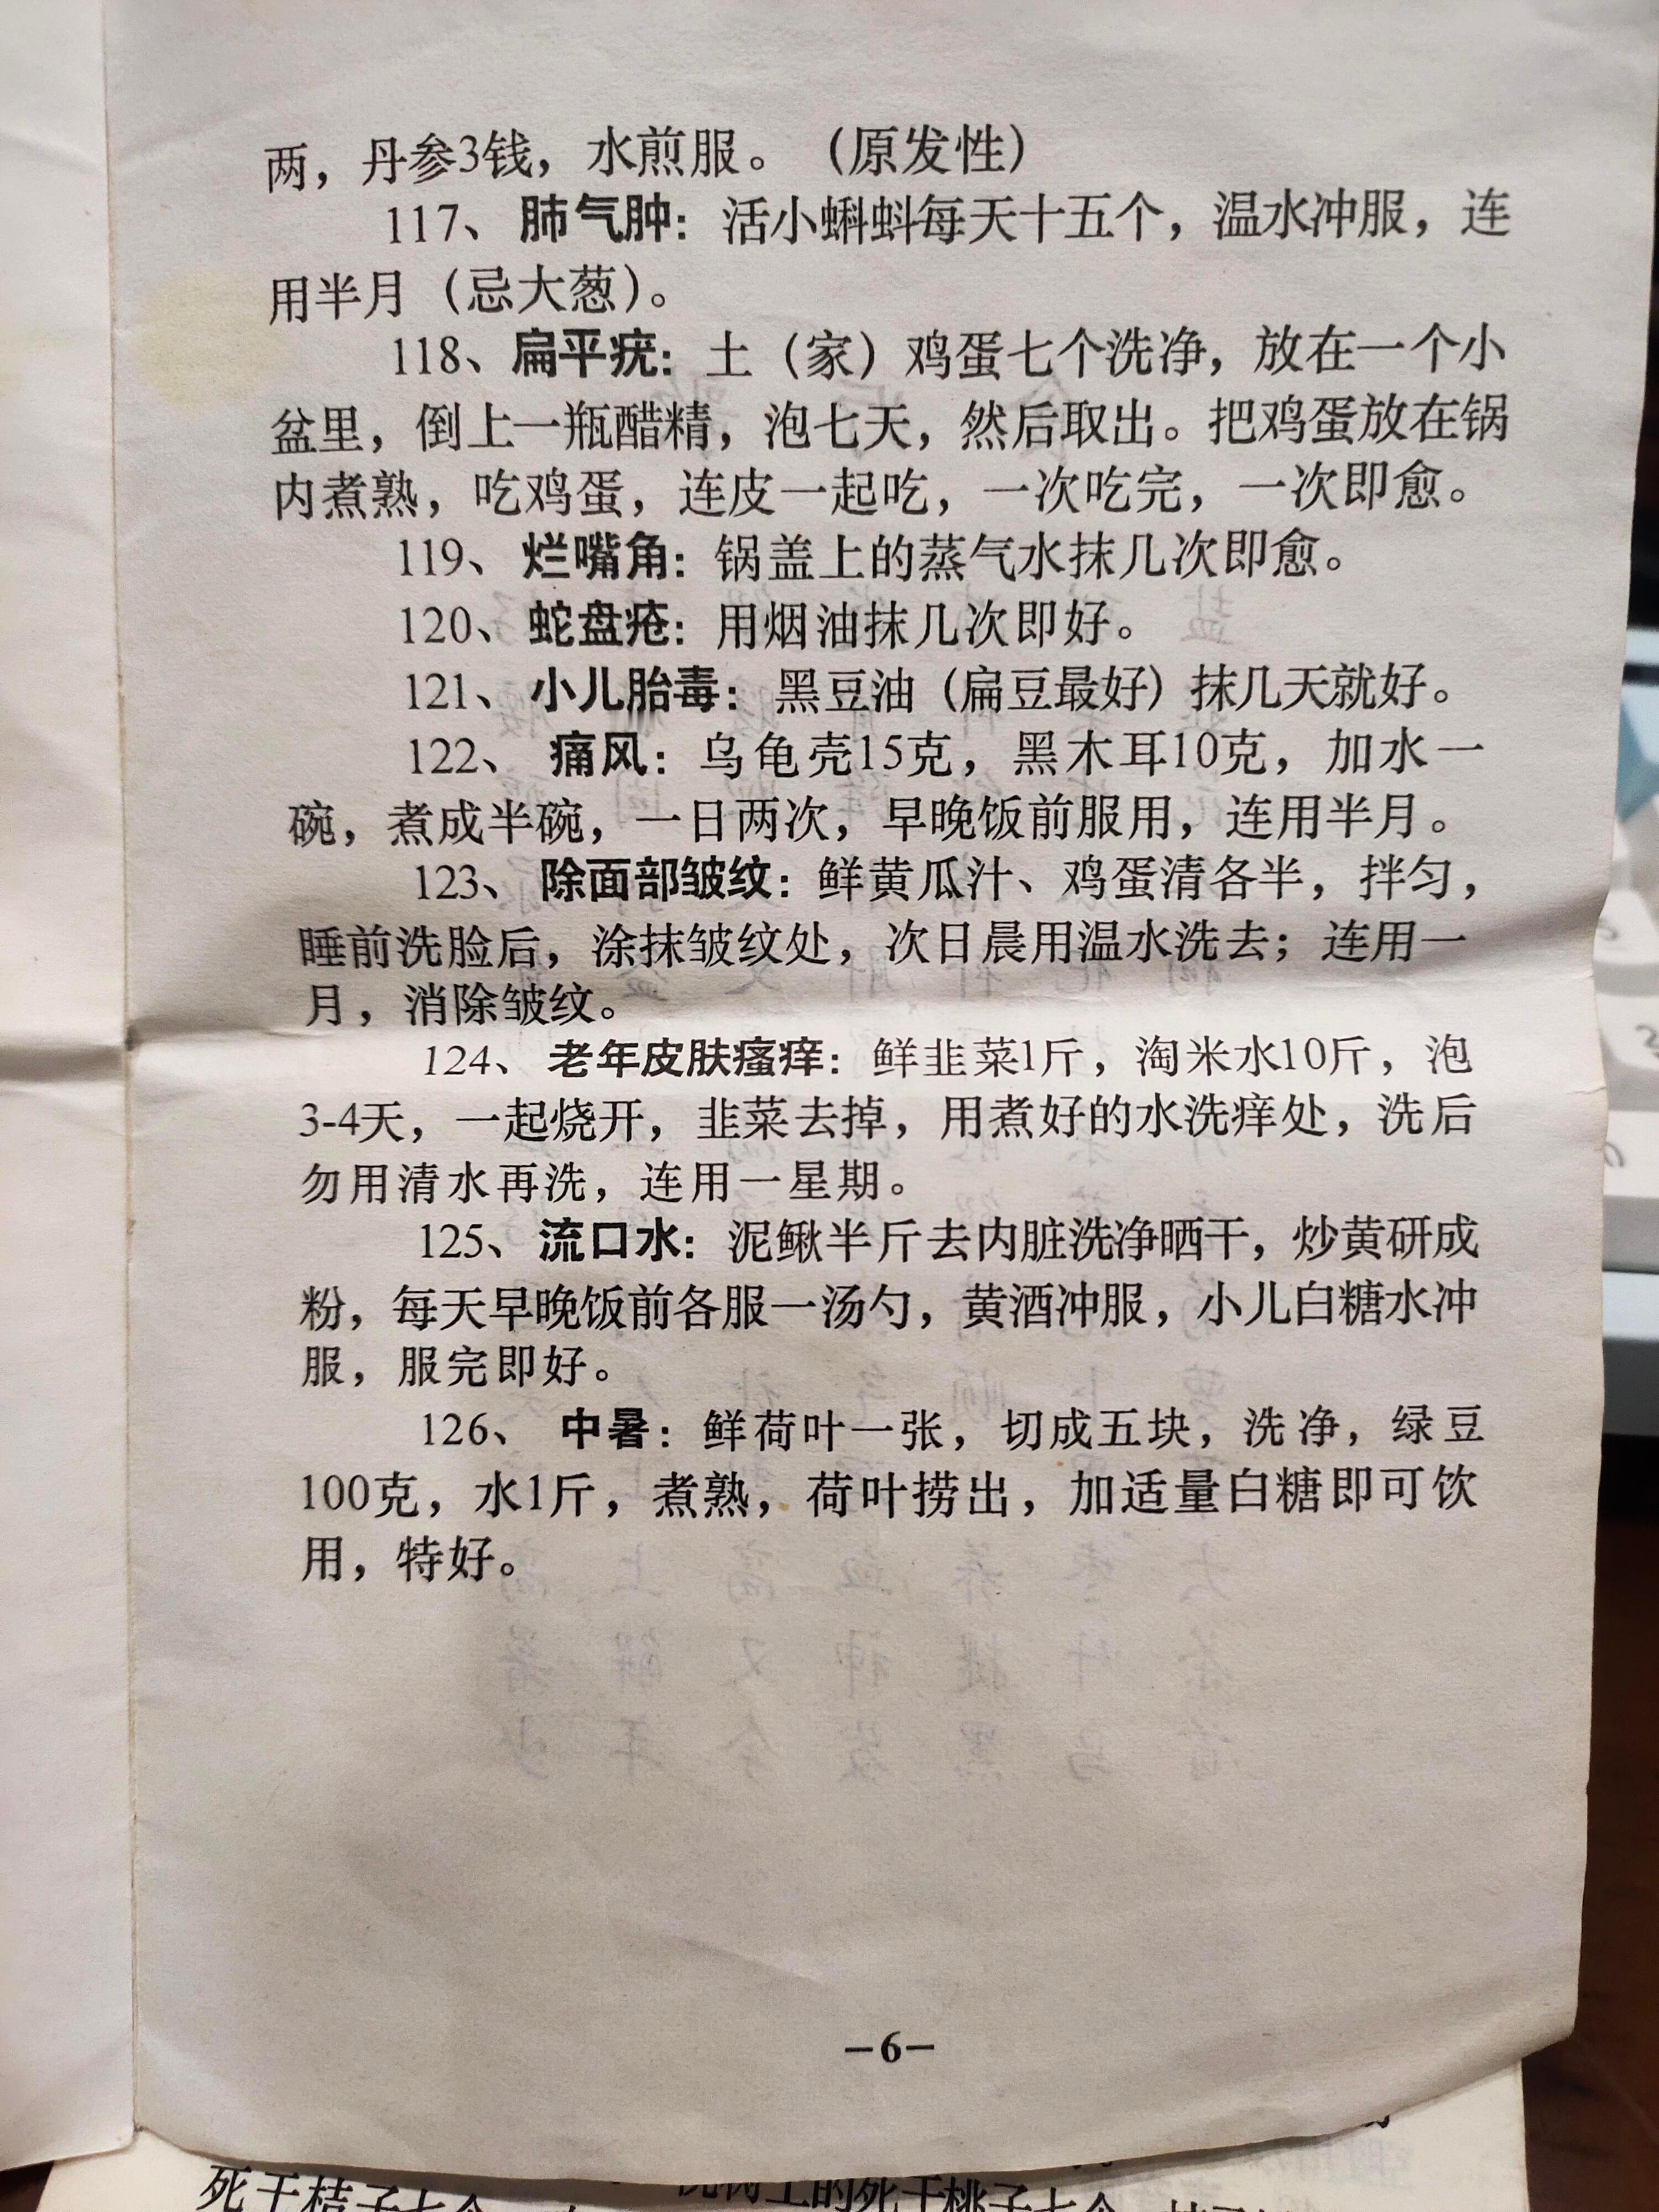 两，丹参3钱，水煎服。（原发性）
117、肺气肿：活小蝌蚪每天十五个，温水冲服，连
用半月（忌大葱）。
118、扁平疣：土（家）鸡蛋七个洗净，放在一个小
盆里，倒上一瓶醋精，泡七天，然后取出。把鸡蛋放在锅
内煮熟，吃鸡蛋，连皮一起吃，一次吃完，一次即愈。
119、烂嘴角：锅盖上的蒸气水抹几次即愈。
120、蛇盘疮：用烟油抹几次即好。
121、小儿胎毒：黑豆油（扁豆最好）抹几天就好。
122、痛风：乌龟壳15克，黑木耳10克，加水一
碗，煮成半碗，一日两次，早晚饭前服用，连用半月。
123、除面部皱纹：鲜黄瓜汁、鸡蛋清各半，拌匀，
睡前洗脸后，涂抹皱纹处，次日晨用温水洗去；连用一
月，消除皱纹。
124、老年皮肤瘙痒：鲜韭菜1斤，淘米水10斤，泡
3-4天，一起烧开，韭菜去掉，用煮好的水洗痒处，洗后
勿用清水再洗，连用一星期。
125、流口水：泥鳅半斤去内脏洗净晒干，炒黄研成
粉，每天早晚饭前各服一汤勺，黄酒冲服，小儿白糖水冲
服，服完即好。
126、中暑：鲜荷叶一张，切成五块，洗净，绿豆
100克，水1斤，煮熟，荷叶捞出，加适量白糖即可饮
用，特好。
－6－